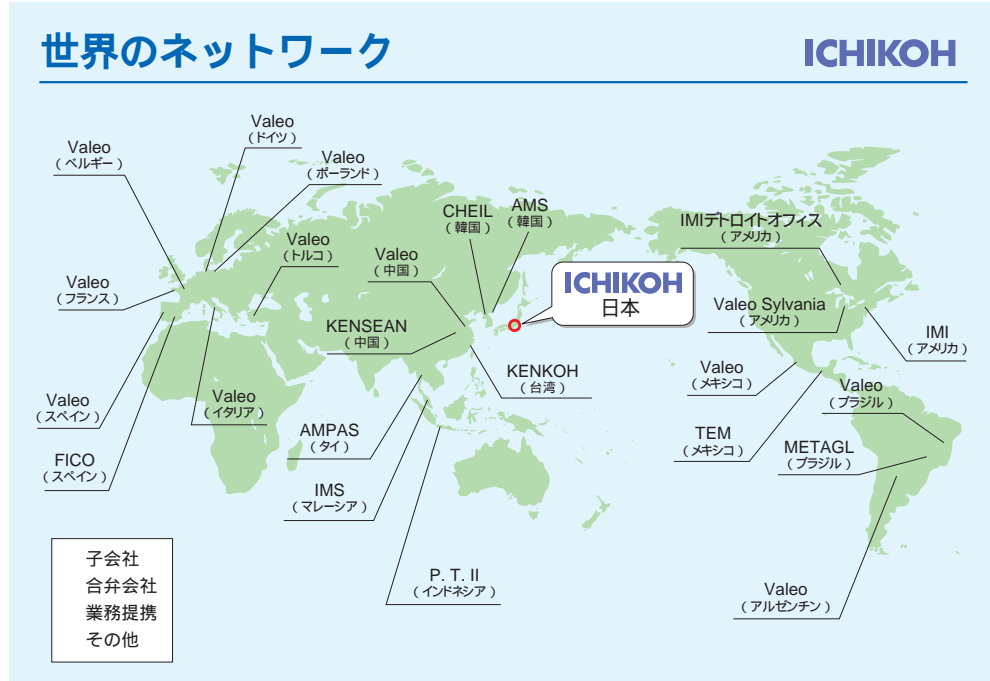 世界のネットワーク
ICHIKOH
Valeo
（ドイツ）
Valeo
（ベルギー）
Valeo
（ポーランド）
CHEIL
（韓国）
AMS
（韓国）
IMIデトロイトオフィス
（アメリカ）
Valeo
（トルコ）
Valeo
（中国）
Valeo
（フランス）
ICHIKOH
日本
Valeo Sylvania
（アメリカ）
KENSEAN
（中国）
IMI
（アメリカ）
KENKOH
（台湾）
Valeo
（メキシコ）
Valeo
（ブラジル）
Valeo
（スペイン）
Valeo
（イタリア）
AMPAS
（タイ）
TEM
（メキシコ）
METAGL
（ブラジル）
FICO
（スペイン）
IMS
（マレーシア）
P. T. II
（インドネシア）
Valeo
（アルゼンチン）
子会社
合弁会社
業務提携
その他